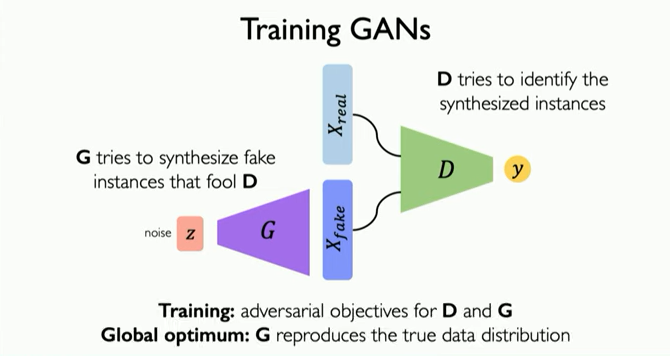 Training GANs
D tries to identify the
synthesized instances
X_real
G tries to synthesize fake
instances that fool D
D
y
noise
z
G
X_fake
Training: adversarial objectives for D and G
Global optimum: G reproduces the true data distribution